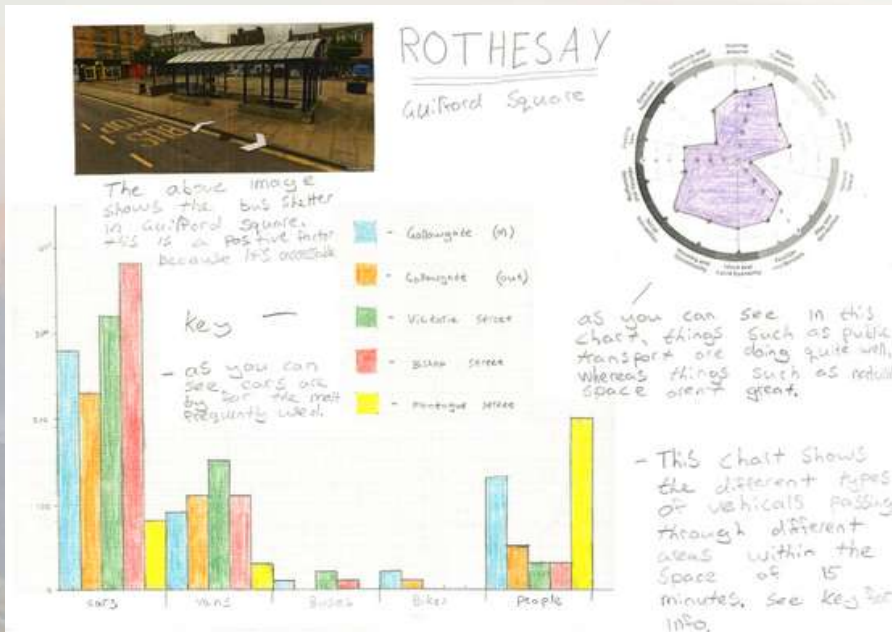 ROTHESAY
Guilford Square
BUS
STOP
The above image
shows the bus shelter
in Guilford Square.
this is a positive factor
because it's accessible
- Gallowgate (in)
- Gallowgate (out)
- Victoria Street
- Bishop Street
- Montague street
key
- as you can
see, cars are
by far the most
frequently used.
as you can see in this
chart, things such as public
transport are doing quite well,
whereas things such as natural
space aren't great.
- This chart shows
the different types
of vehicals passing
through different
areas within the
space of 15
minutes. see key for
info.
cars
vans
Buses
Bikes
People